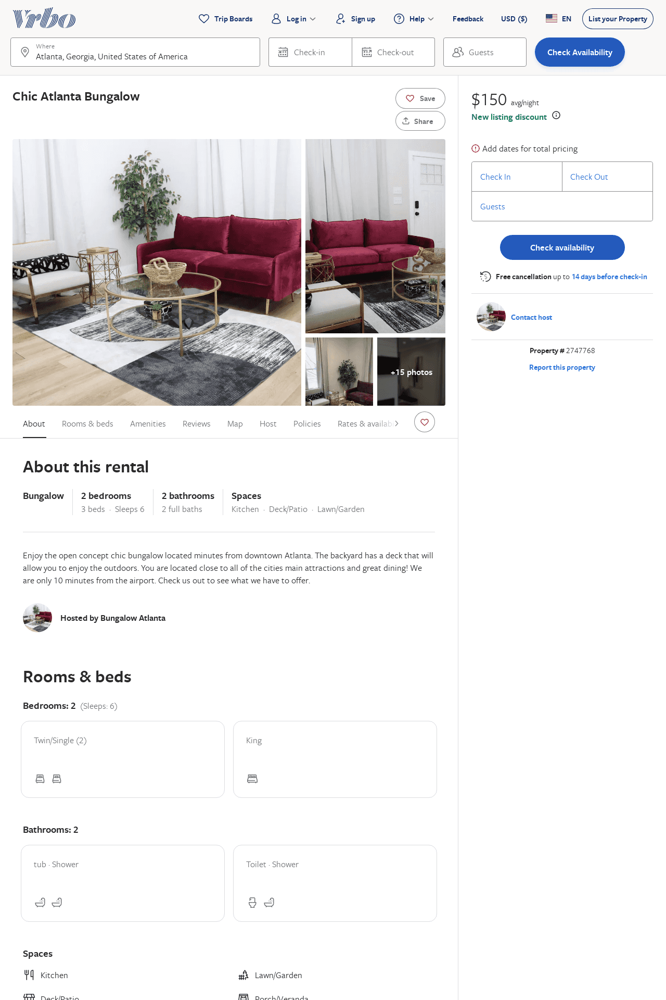 Vrbo
Trip Boards
Log in
Sign up
Help
Feedback
USD ($)
EN
List your Property
Where
Atlanta, Georgia, United States of America
Check-in
Check-out
Guests
Check Availability
Chic Atlanta Bungalow
Save
Share
+15 photos
$150 avg/night
New listing discount
Add dates for total pricing
Check In
Check Out
Guests
Check availability
Free cancellation up to 14 days before check-in
Contact host
Property # 2747768
Report this property
About
Rooms & beds
Amenities
Reviews
Map
Host
Policies
Rates & availab
About this rental
Bungalow
2 bedrooms
3 beds · Sleeps 6
2 bathrooms
2 full baths
Spaces
Kitchen · Deck/Patio · Lawn/Garden
Enjoy the open concept chic bungalow located minutes from downtown Atlanta. The backyard has a deck that will
allow you to enjoy the outdoors. You are located close to all of the cities main attractions and great dining! We
are only 10 minutes from the airport. Check us out to see what we have to offer.
Hosted by Bungalow Atlanta
Rooms & beds
Bedrooms: 2 (Sleeps: 6)
Twin/Single (2)
King
Bathrooms: 2
tub · Shower
Toilet · Shower
Spaces
Kitchen
Lawn/Garden
Deck/Patio
Porch/Veranda